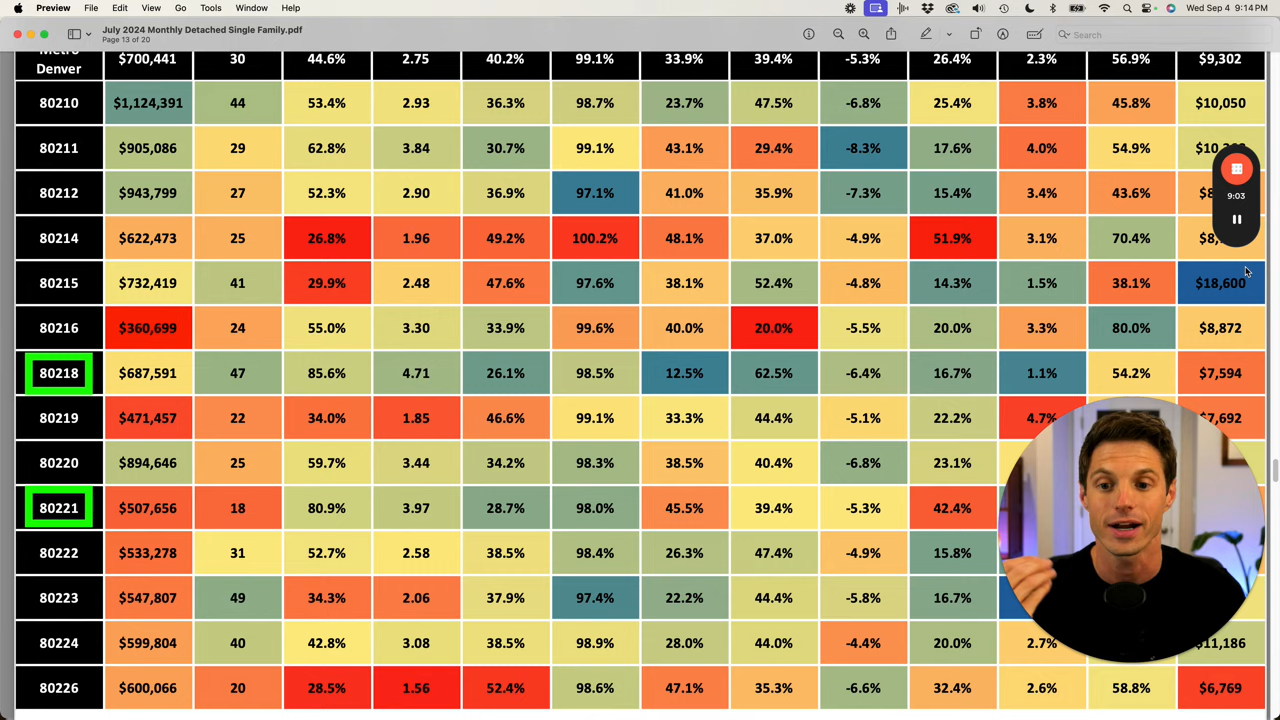 Preview File Edit View Go Tools Window Help Wed Sep 4 9:14 PM
July 2024 Monthly Detached Single Family.pdf
Page 13 of 20
Search
Metro
Denver $700,441 30 44.6% 2.75 40.2% 99.1% 33.9% 39.4% -5.3% 26.4% 2.3% 56.9% $9,302
80210 $1,124,391 44 53.4% 2.93 36.3% 98.7% 23.7% 47.5% -6.8% 25.4% 3.8% 45.8% $10,050
80211 $905,086 29 62.8% 3.84 30.7% 99.1% 43.1% 29.4% -8.3% 17.6% 4.0% 54.9%
80212 $943,799 27 52.3% 2.90 36.9% 97.1% 41.0% 35.9% -7.3% 15.4% 3.4% 43.6%
9:03
80214 $622,473 25 26.8% 1.96 49.2% 100.2% 48.1% 37.0% -4.9% 51.9% 3.1% 70.4%
80215 $732,419 41 29.9% 2.48 47.6% 97.6% 38.1% 52.4% -4.8% 14.3% 1.5% 38.1% $18,600
80216 $360,699 24 55.0% 3.30 33.9% 99.6% 40.0% 20.0% -5.5% 20.0% 3.3% 80.0% $8,872
80218 $687,591 47 85.6% 4.71 26.1% 98.5% 12.5% 62.5% -6.4% 16.7% 1.1% 54.2% $7,594
80219 $471,457 22 34.0% 1.85 46.6% 99.1% 33.3% 44.4% -5.1% 22.2% 4.7% $7,692
80220 $894,646 25 59.7% 3.44 34.2% 98.3% 38.5% 40.4% -6.8% 23.1%
80221 $507,656 18 80.9% 3.97 28.7% 98.0% 45.5% 39.4% -5.3% 42.4%
80222 $533,278 31 52.7% 2.58 38.5% 98.4% 26.3% 47.4% -4.9% 15.8%
80223 $547,807 49 34.3% 2.06 37.9% 97.4% 22.2% 44.4% -5.8% 16.7%
80224 $599,804 40 42.8% 3.08 38.5% 98.9% 28.0% 44.0% -4.4% 20.0% 2.7% $11,186
80226 $600,066 20 28.5% 1.56 52.4% 98.6% 47.1% 35.3% -6.6% 32.4% 2.6% 58.8% $6,769